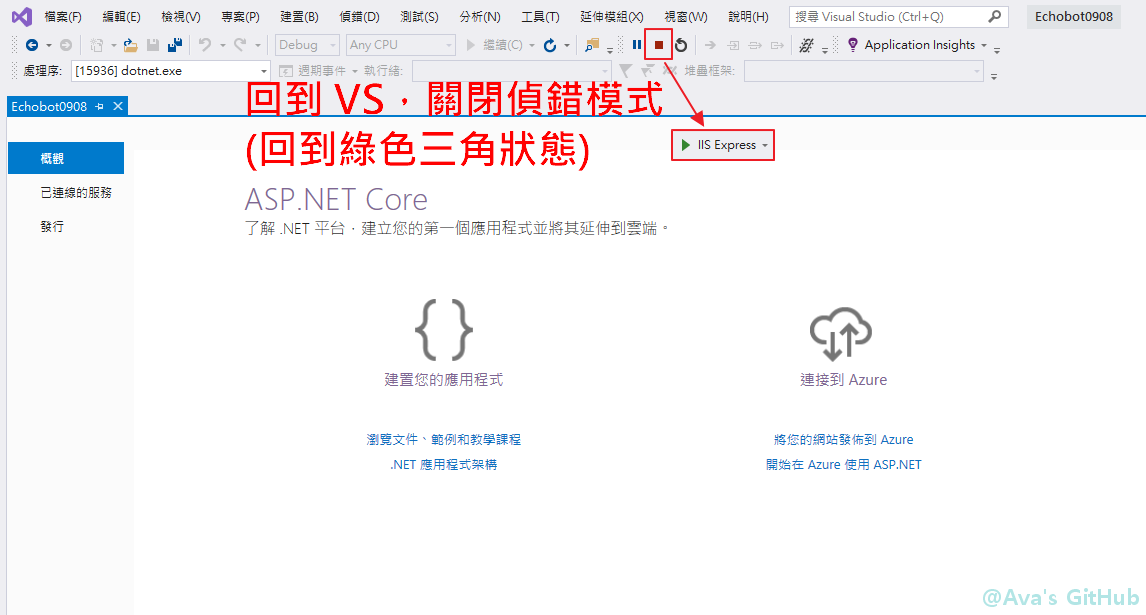 檔案(F) 編輯(E) 檢視(V) 專案(P) 建置(B) 偵錯(D) 測試(S) 分析(N) 工具(T) 延伸模組(X) 視窗(W) 說明(H) 搜尋 Visual Studio (Ctrl+Q) Echobot0908
Debug Any CPU 繼續(C) Application Insights
處理序: [15936] dotnet.exe 週期事件 執行緒: 堆疊框架:
Echobot0908
回到 VS，關閉偵錯模式
(回到綠色三角狀態)
IIS Express
概觀
已連線的服務
發行
ASP.NET Core
了解 .NET 平台，建立您的第一個應用程式並將其延伸到雲端。
建置您的應用程式
連接到 Azure
瀏覽文件、範例和教學課程
.NET 應用程式架構
將您的網站發佈到 Azure
開始在 Azure 使用 ASP.NET
@Ava's GitHub